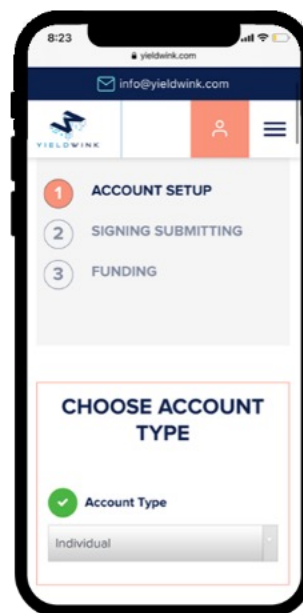 8:23
yieldwink.com
info@yieldwink.com
YIELDWINK
1 ACCOUNT SETUP
2 SIGNING SUBMITTING
3 FUNDING
CHOOSE ACCOUNT
TYPE
Account Type
Individual